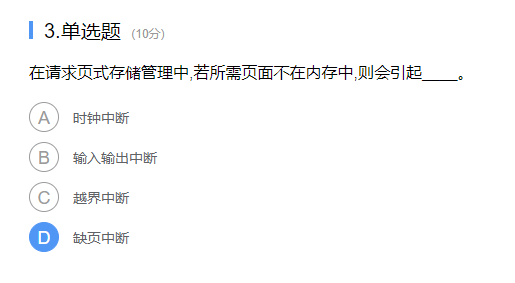 3.单选题 (10分)
在请求页式存储管理中,若所需页面不在内存中,则会引起____。
A 时钟中断
B 输入输出中断
C 越界中断
D 缺页中断